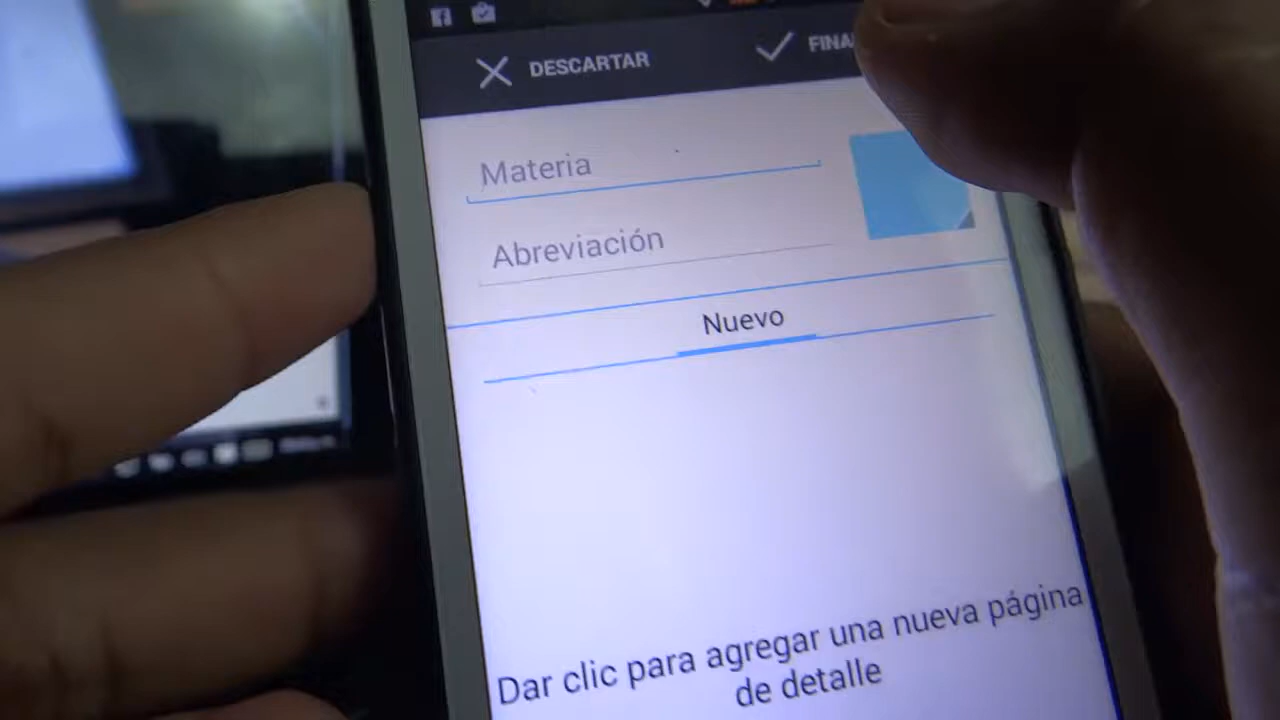 DESCARTAR
Materia
Abreviación
Nuevo
Dar clic para agregar una nueva página
de detalle